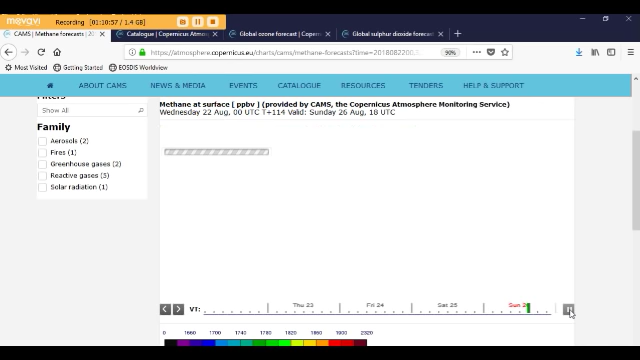 movavi Recording | 01:10:57 / 1.4 GB
CAMS | Methane forecasts | × Catalogue | Copernicus Atmosp × Global ozone forecast | Copern × Global sulphur dioxide forecast ×
https://atmosphere.copernicus.eu/charts/cams/methane-forecasts?time=2018082200 90%
Most Visited Getting Started EOSDIS Worldview
ABOUT CAMS NEWS & MEDIA EVENTS CATALOGUE RESOURCES TENDERS HELP & SUPPORT
Filters
Show All
Family
Aerosols (2)
Fires (1)
Greenhouse gases (2)
Reactive gases (3)
Solar radiation (1)
Methane at surface [ ppbv ] (provided by CAMS, the Copernicus Atmosphere Monitoring Service)
Wednesday 22 Aug, 00 UTC T+114 Valid: Sunday 26 Aug, 18 UTC
VT: Thu 23 Fri 24 Sat 25 Sun 26
0 1660 1700 1740 1780 1820 1860 1900 2320